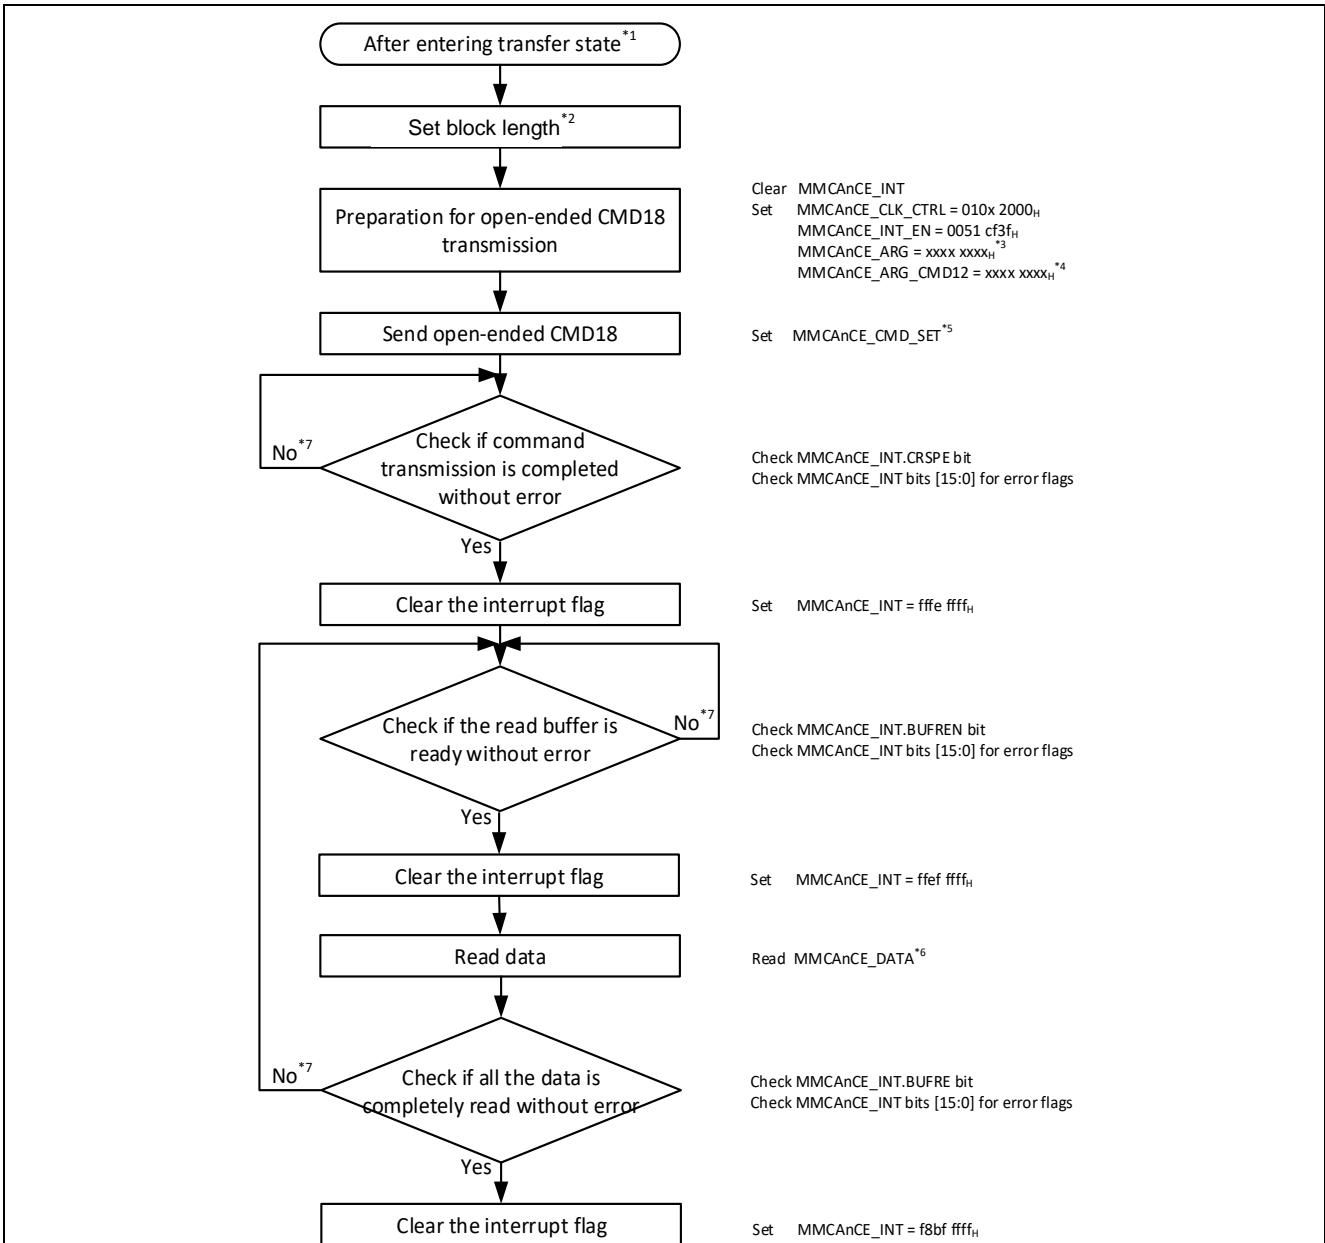 After entering transfer state*1
Set block length*2
Preparation for open-ended CMD18
transmission
Clear MMCAnCE_INT
Set MMCAnCE_CLK_CTRL = 010x 2000H
MMCAnCE_INT_EN = 0051 cf3fH
MMCAnCE_ARG = xxxx xxxxH*3
MMCAnCE_ARG_CMD12 = xxxx xxxxH*4
Send open-ended CMD18
Set MMCAnCE_CMD_SET*5
No*7
Check if command
transmission is completed
without error
Check MMCAnCE_INT.CRSPE bit
Check MMCAnCE_INT bits [15:0] for error flags
Yes
Clear the interrupt flag
Set MMCAnCE_INT = fffe ffffH
Check if the read buffer is
ready without error
No*7
Check MMCAnCE_INT.BUFREN bit
Check MMCAnCE_INT bits [15:0] for error flags
Yes
Clear the interrupt flag
Set MMCAnCE_INT = ffef ffffH
Read data
Read MMCAnCE_DATA*6
No*7
Check if all the data is
completely read without error
Check MMCAnCE_INT.BUFRE bit
Check MMCAnCE_INT bits [15:0] for error flags
Yes
Clear the interrupt flag
Set MMCAnCE_INT = f8bf ffffH